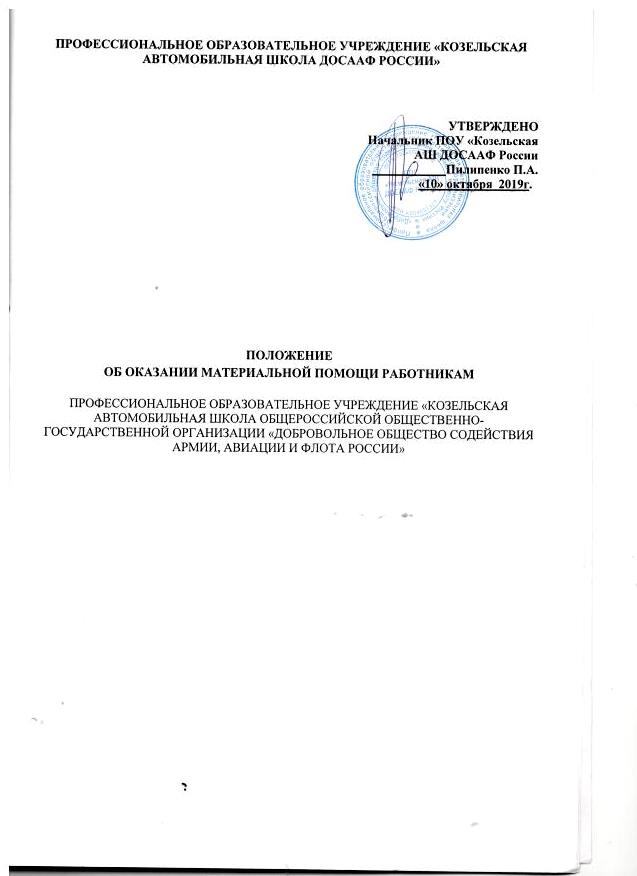 ПРОФЕССИОНАЛЬНОЕ ОБРАЗОВАТЕЛЬНОЕ УЧРЕЖДЕНИЕ «КОЗЕЛЬСКАЯ
АВТОМОБИЛЬНАЯ ШКОЛА ДОСААФ РОССИИ»
УТВЕРЖДЕНО
Начальник ПОУ «Козельская
АШ ДОСААФ России
Пилипенко П.А.
«10» октября 2019г.
ПОЛОЖЕНИЕ
ОБ ОКАЗАНИИ МАТЕРИАЛЬНОЙ ПОМОЩИ РАБОТНИКАМ
ПРОФЕССИОНАЛЬНОЕ ОБРАЗОВАТЕЛЬНОЕ УЧРЕЖДЕНИЕ «КОЗЕЛЬСКАЯ
АВТОМОБИЛЬНАЯ ШКОЛА ОБЩЕРОССИЙСКОЙ ОБЩЕСТВЕННО-
ГОСУДАРСТВЕННОЙ ОРГАНИЗАЦИИ «ДОБРОВОЛЬНОЕ ОБЩЕСТВО СОДЕЙСТВИЯ
АРМИИ, АВИАЦИИ И ФЛОТА РОССИИ»